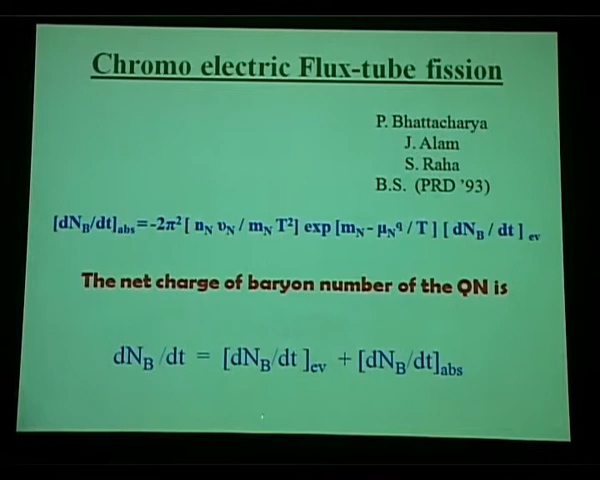 Chromo electric Flux-tube fission
P. Bhattacharya
J. Alam
S. Raha
B.S. (PRD '93)
[dN_B/dt]_abs = -2π² [ n_N υ_N / m_N T²] exp [m_N - μ_N^q / T ] [ dN_B / dt ]_ev
The net charge of baryon number of the QN is
dN_B /dt = [dN_B/dt ]_ev + [dN_B/dt]_abs